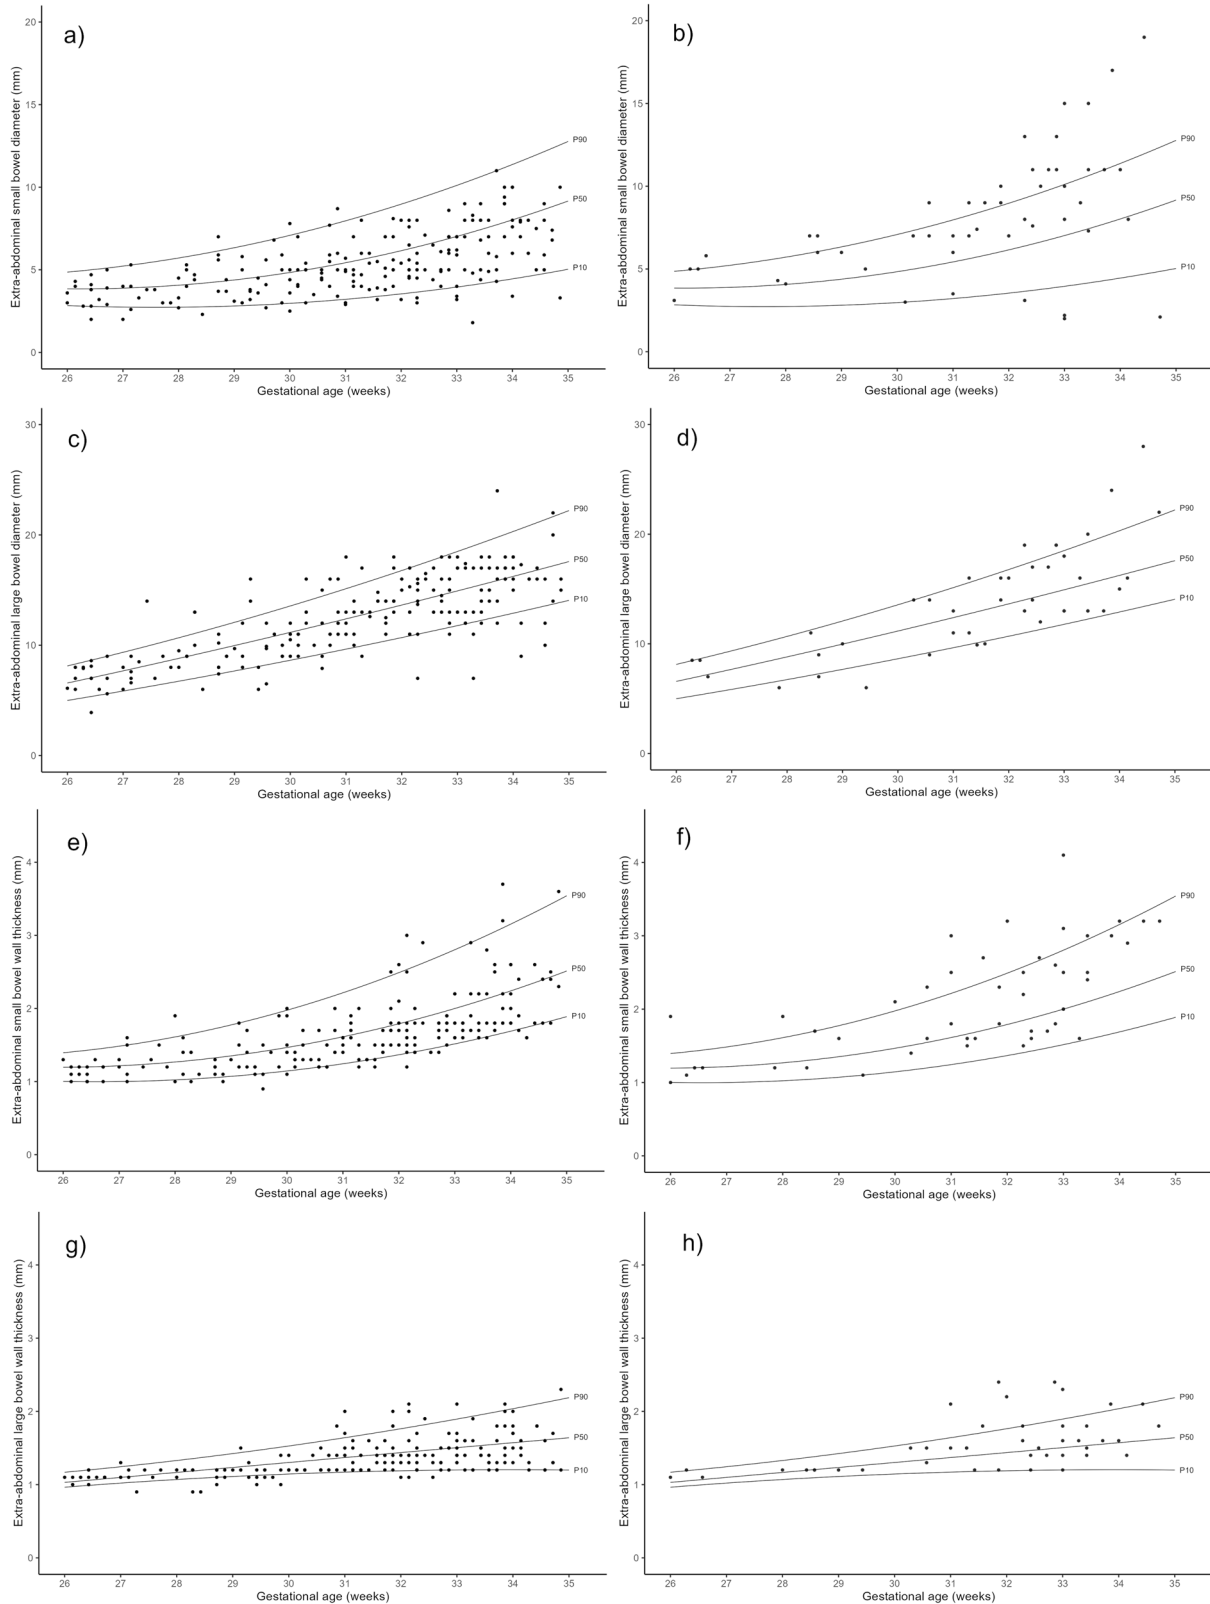 a)
Extra-abdominal small bowel diameter (mm)
20
15
10
5
0
P90
P50
P10
26 27 28 29 30 31 32 33 34 35
Gestational age (weeks)
b)
Extra-abdominal small bowel diameter (mm)
20
15
10
5
0
P90
P50
P10
26 27 28 29 30 31 32 33 34 35
Gestational age (weeks)
c)
Extra-abdominal large bowel diameter (mm)
30
20
10
0
P90
P50
P10
26 27 28 29 30 31 32 33 34 35
Gestational age (weeks)
d)
Extra-abdominal large bowel diameter (mm)
30
20
10
0
P90
P50
P10
26 27 28 29 30 31 32 33 34 35
Gestational age (weeks)
e)
Extra-abdominal small bowel wall thickness (mm)
4
3
2
1
0
P90
P50
P10
26 27 28 29 30 31 32 33 34 35
Gestational age (weeks)
f)
Extra-abdominal small bowel wall thickness (mm)
4
3
2
1
0
P90
P50
P10
26 27 28 29 30 31 32 33 34 35
Gestational age (weeks)
g)
Extra-abdominal large bowel wall thickness (mm)
4
3
2
1
0
P90
P50
P10
26 27 28 29 30 31 32 33 34 35
Gestational age (weeks)
h)
Extra-abdominal large bowel wall thickness (mm)
4
3
2
1
0
P90
P50
P10
26 27 28 29 30 31 32 33 34 35
Gestational age (weeks)